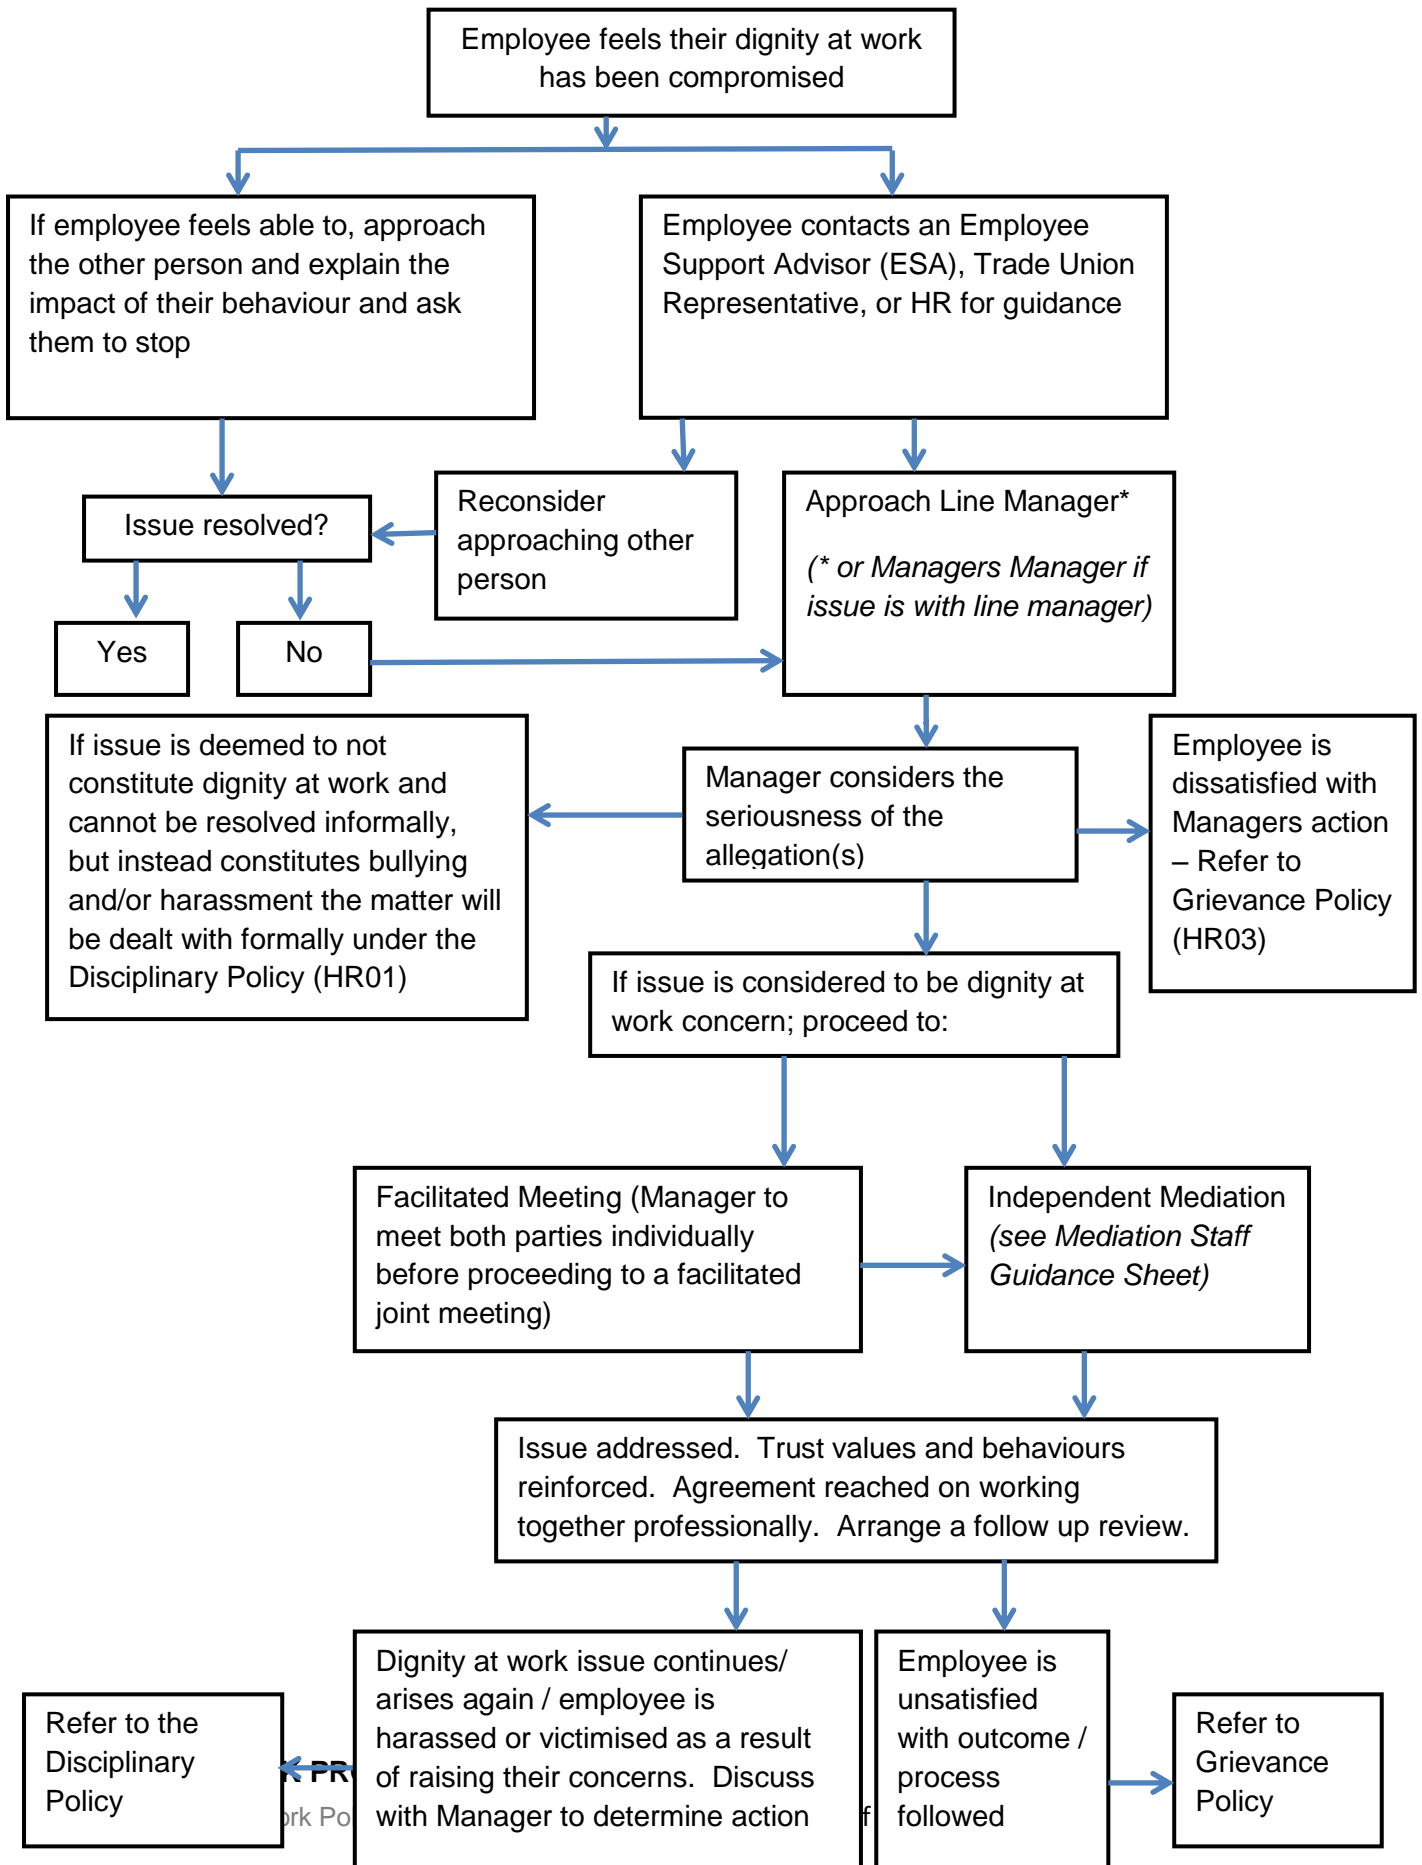 Employee feels their dignity at work
has been compromised
If employee feels able to, approach
the other person and explain the
impact of their behaviour and ask
them to stop
Employee contacts an Employee
Support Advisor (ESA), Trade Union
Representative, or HR for guidance
Issue resolved?
Reconsider
approaching other
person
Approach Line Manager*
(* or Managers Manager if
issue is with line manager)
Yes
No
If issue is deemed to not
constitute dignity at work and
cannot be resolved informally,
but instead constitutes bullying
and/or harassment the matter will
be dealt with formally under the
Disciplinary Policy (HR01)
Manager considers the
seriousness of the
allegation(s)
Employee is
dissatisfied with
Managers action
– Refer to
Grievance Policy
(HR03)
If issue is considered to be dignity at
work concern; proceed to:
Facilitated Meeting (Manager to
meet both parties individually
before proceeding to a facilitated
joint meeting)
Independent Mediation
(see Mediation Staff
Guidance Sheet)
Issue addressed.  Trust values and behaviours
reinforced.  Agreement reached on working
together professionally.  Arrange a follow up review.
Dignity at work issue continues/
arises again / employee is
harassed or victimised as a result
of raising their concerns.  Discuss
with Manager to determine action
Employee is
unsatisfied
with outcome /
process
followed
Refer to the
Disciplinary
Policy
Refer to
Grievance
Policy